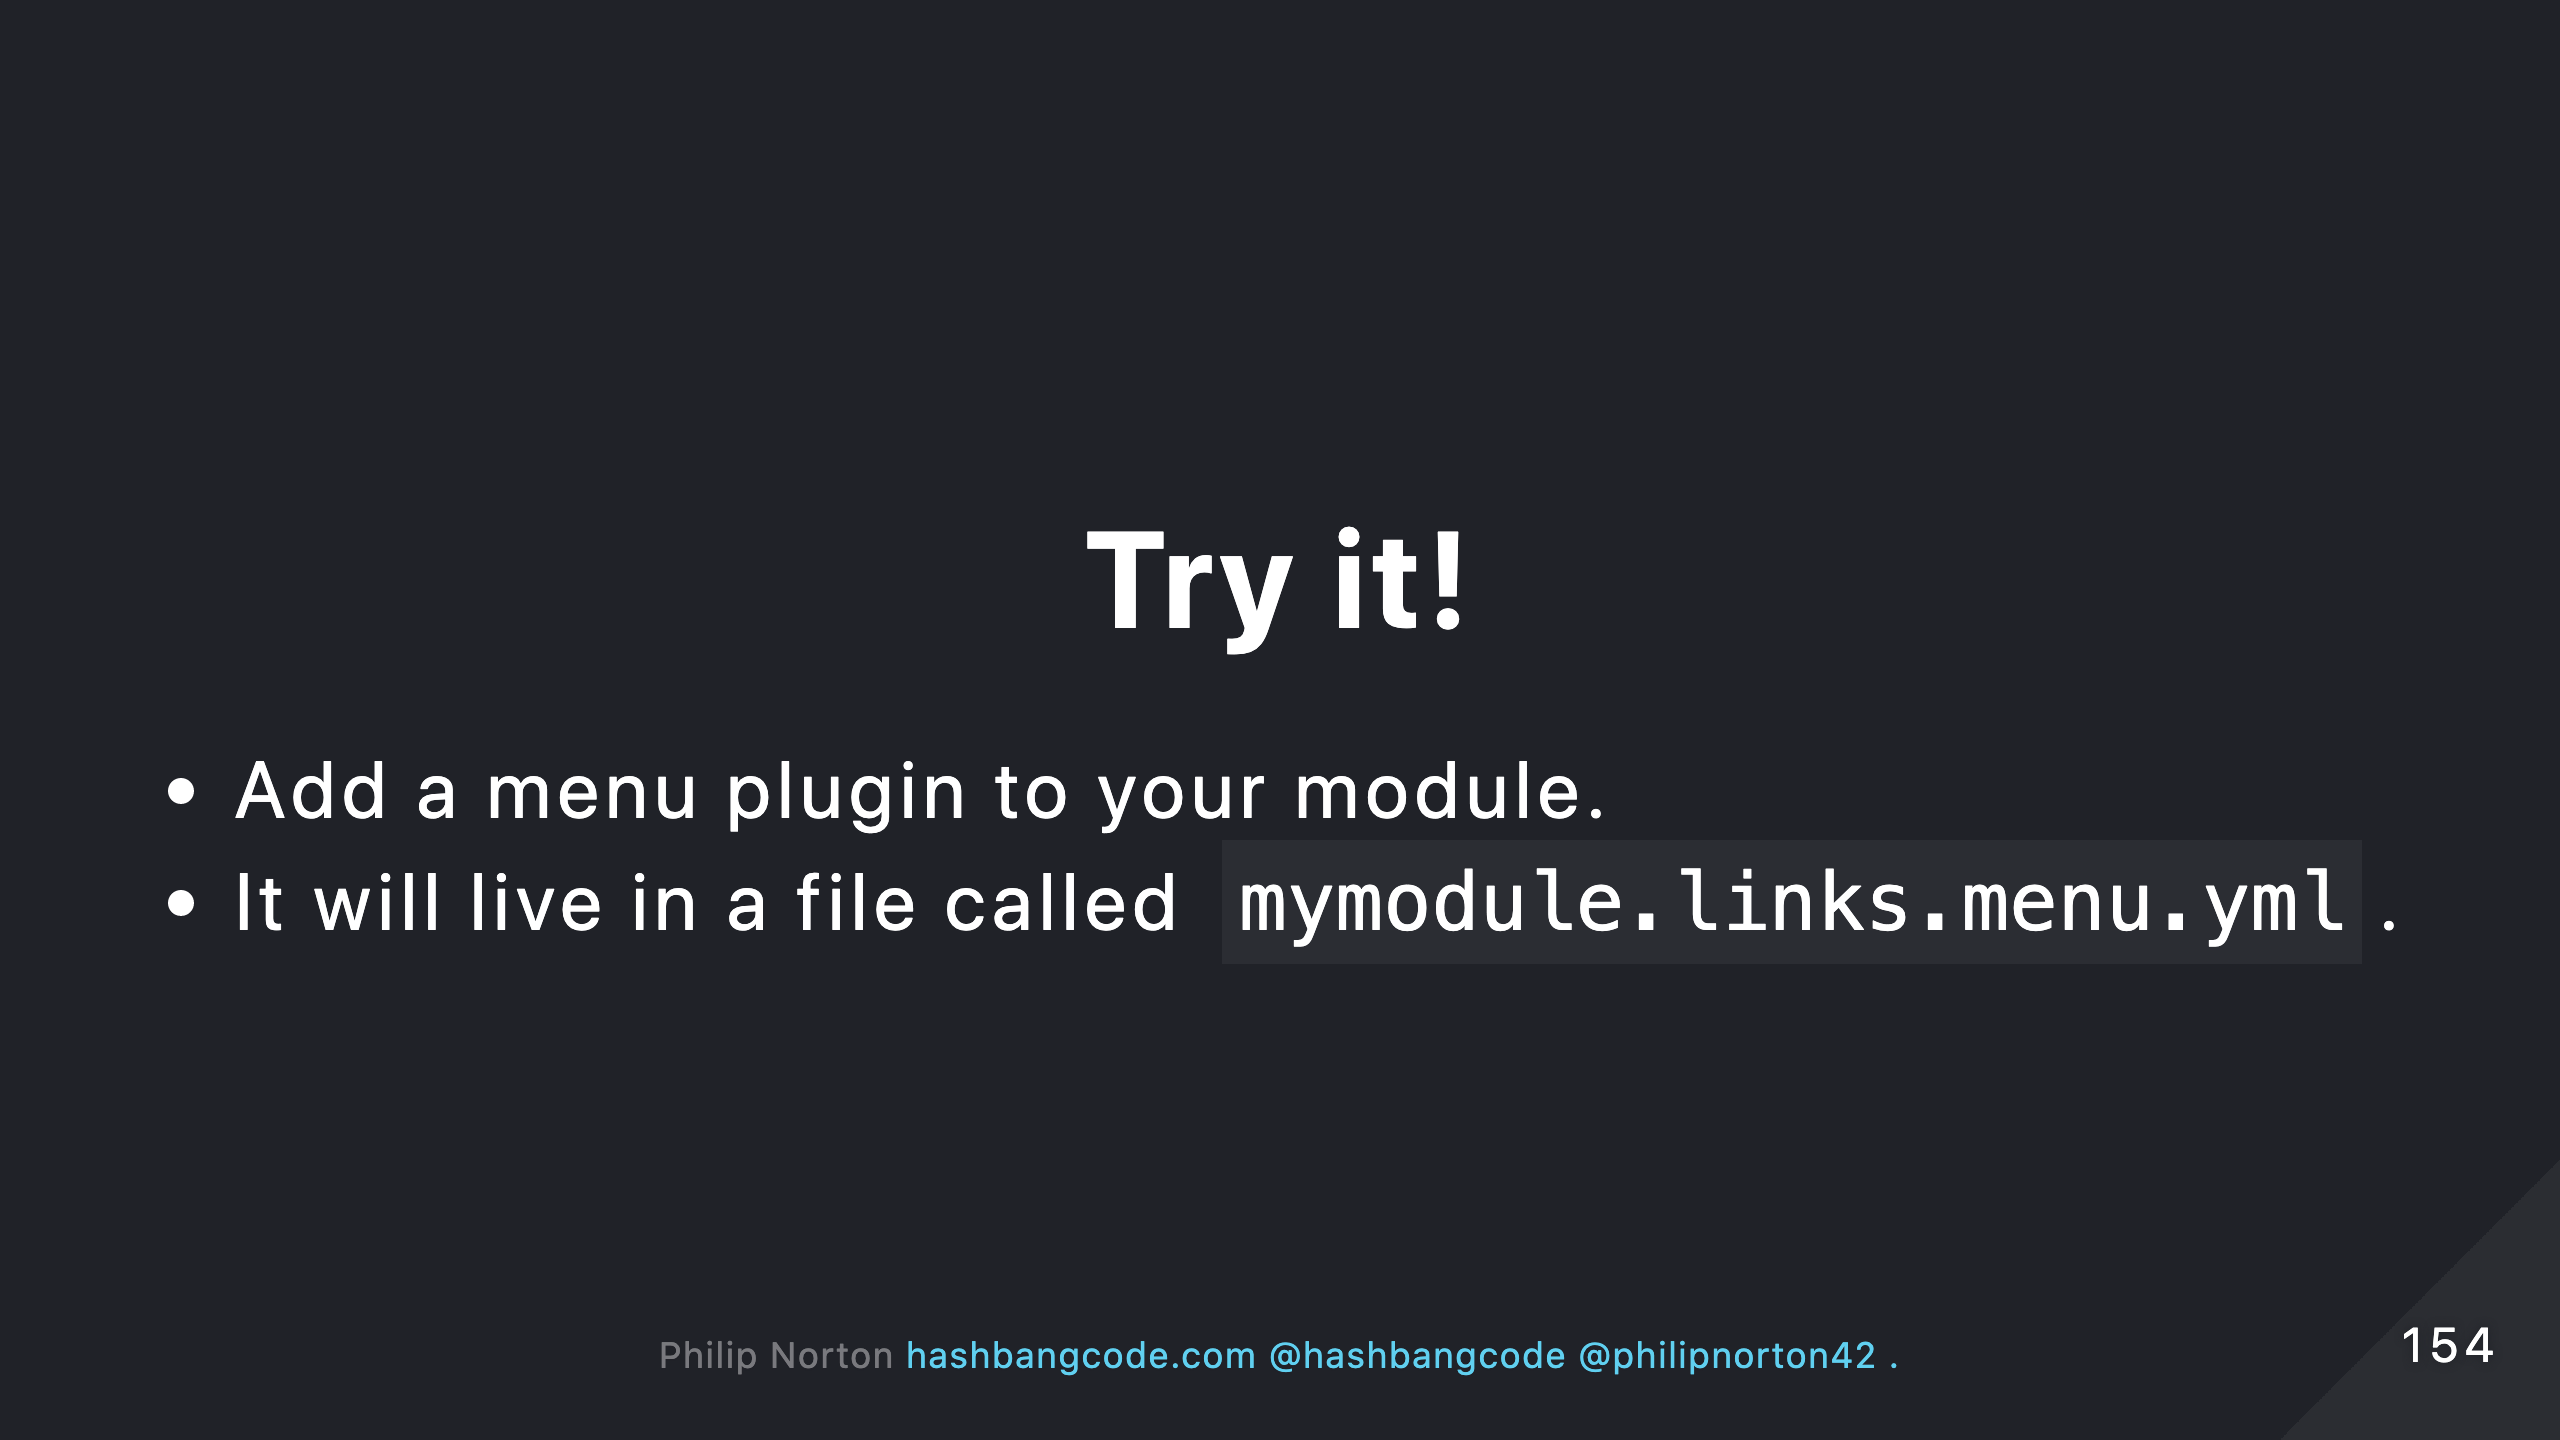 Try it!
• Add a menu plugin to your module.
• It will live in a file called mymodule.links.menu.yml .
Philip Norton hashbangcode.com @hashbangcode @philipnorton42 .
154